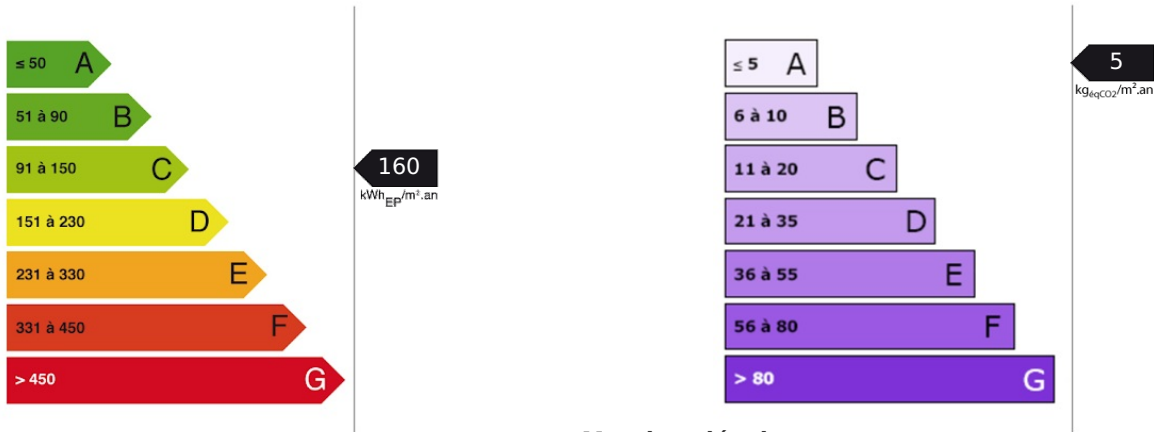 ≤ 50 A
51 à 90 B
91 à 150 C
151 à 230 D
231 à 330 E
331 à 450 F
> 450 G
160
kWhEP/m².an
≤ 5 A
6 à 10 B
11 à 20 C
21 à 35 D
36 à 55 E
56 à 80 F
> 80 G
5
kgéqCO2/m².an